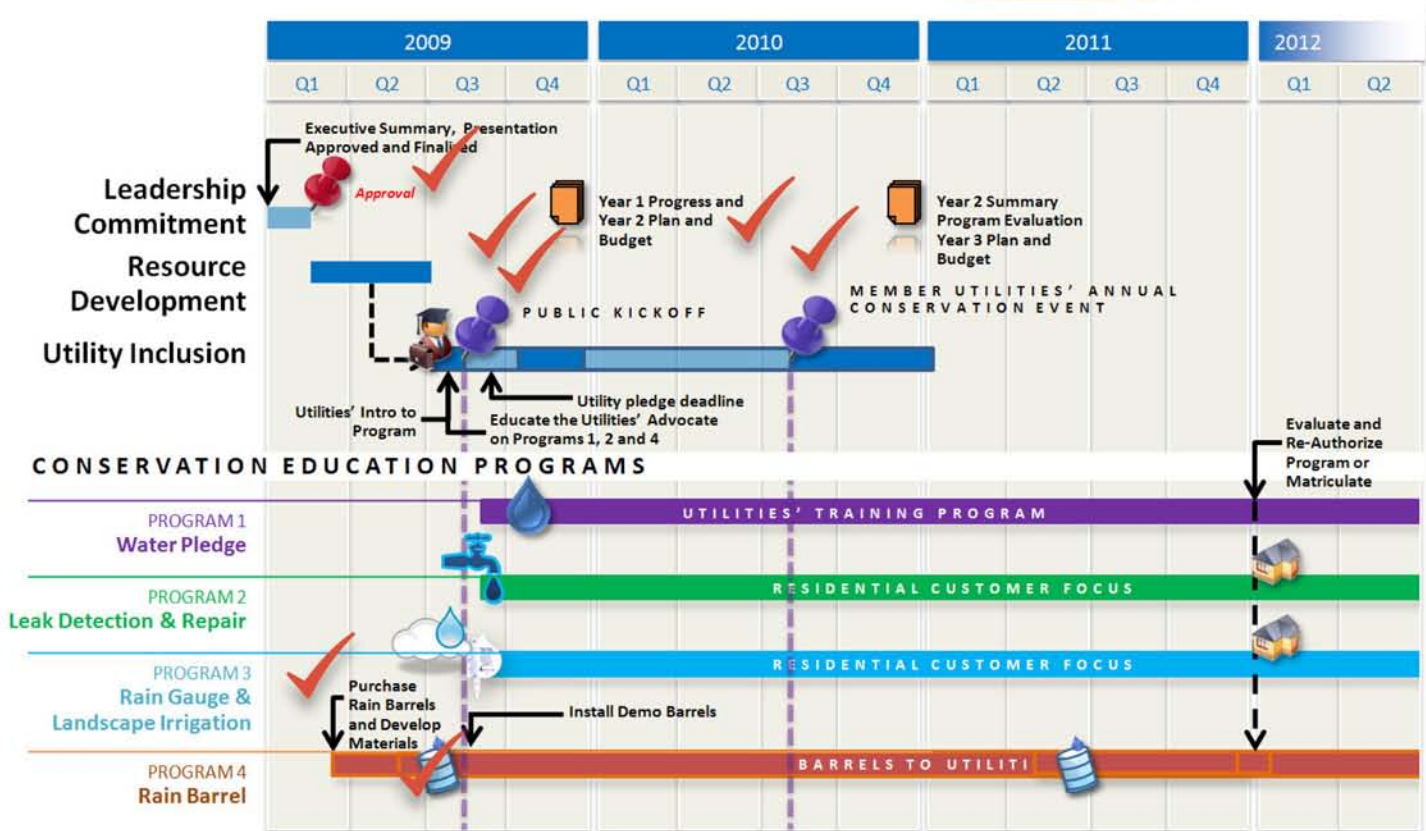 2009 2010 2011 2012
Q1 Q2 Q3 Q4 Q1 Q2 Q3 Q4 Q1 Q2 Q3 Q4 Q1 Q2
Executive Summary, Presentation
Approved and Finalized
Approval
Leadership
Commitment
Year 1 Progress and
Year 2 Plan and
Budget
Year 2 Summary
Program Evaluation
Year 3 Plan and
Budget
Resource
Development
PUBLIC KICKOFF
MEMBER UTILITIES' ANNUAL
CONSERVATION EVENT
Utility Inclusion
Utilities' Intro to
Program
Utility pledge deadline
Educate the Utilities' Advocate
on Programs 1, 2 and 4
Evaluate and
Re-Authorize
Program or
Matriculate
CONSERVATION EDUCATION PROGRAMS
PROGRAM 1
Water Pledge
UTILITIES' TRAINING PROGRAM
PROGRAM 2
Leak Detection & Repair
RESIDENTIAL CUSTOMER FOCUS
PROGRAM 3
Rain Gauge &
Landscape Irrigation
RESIDENTIAL CUSTOMER FOCUS
Purchase
Rain Barrels
and Develop
Materials
Install Demo Barrels
PROGRAM 4
Rain Barrel
BARRELS TO UTILITI